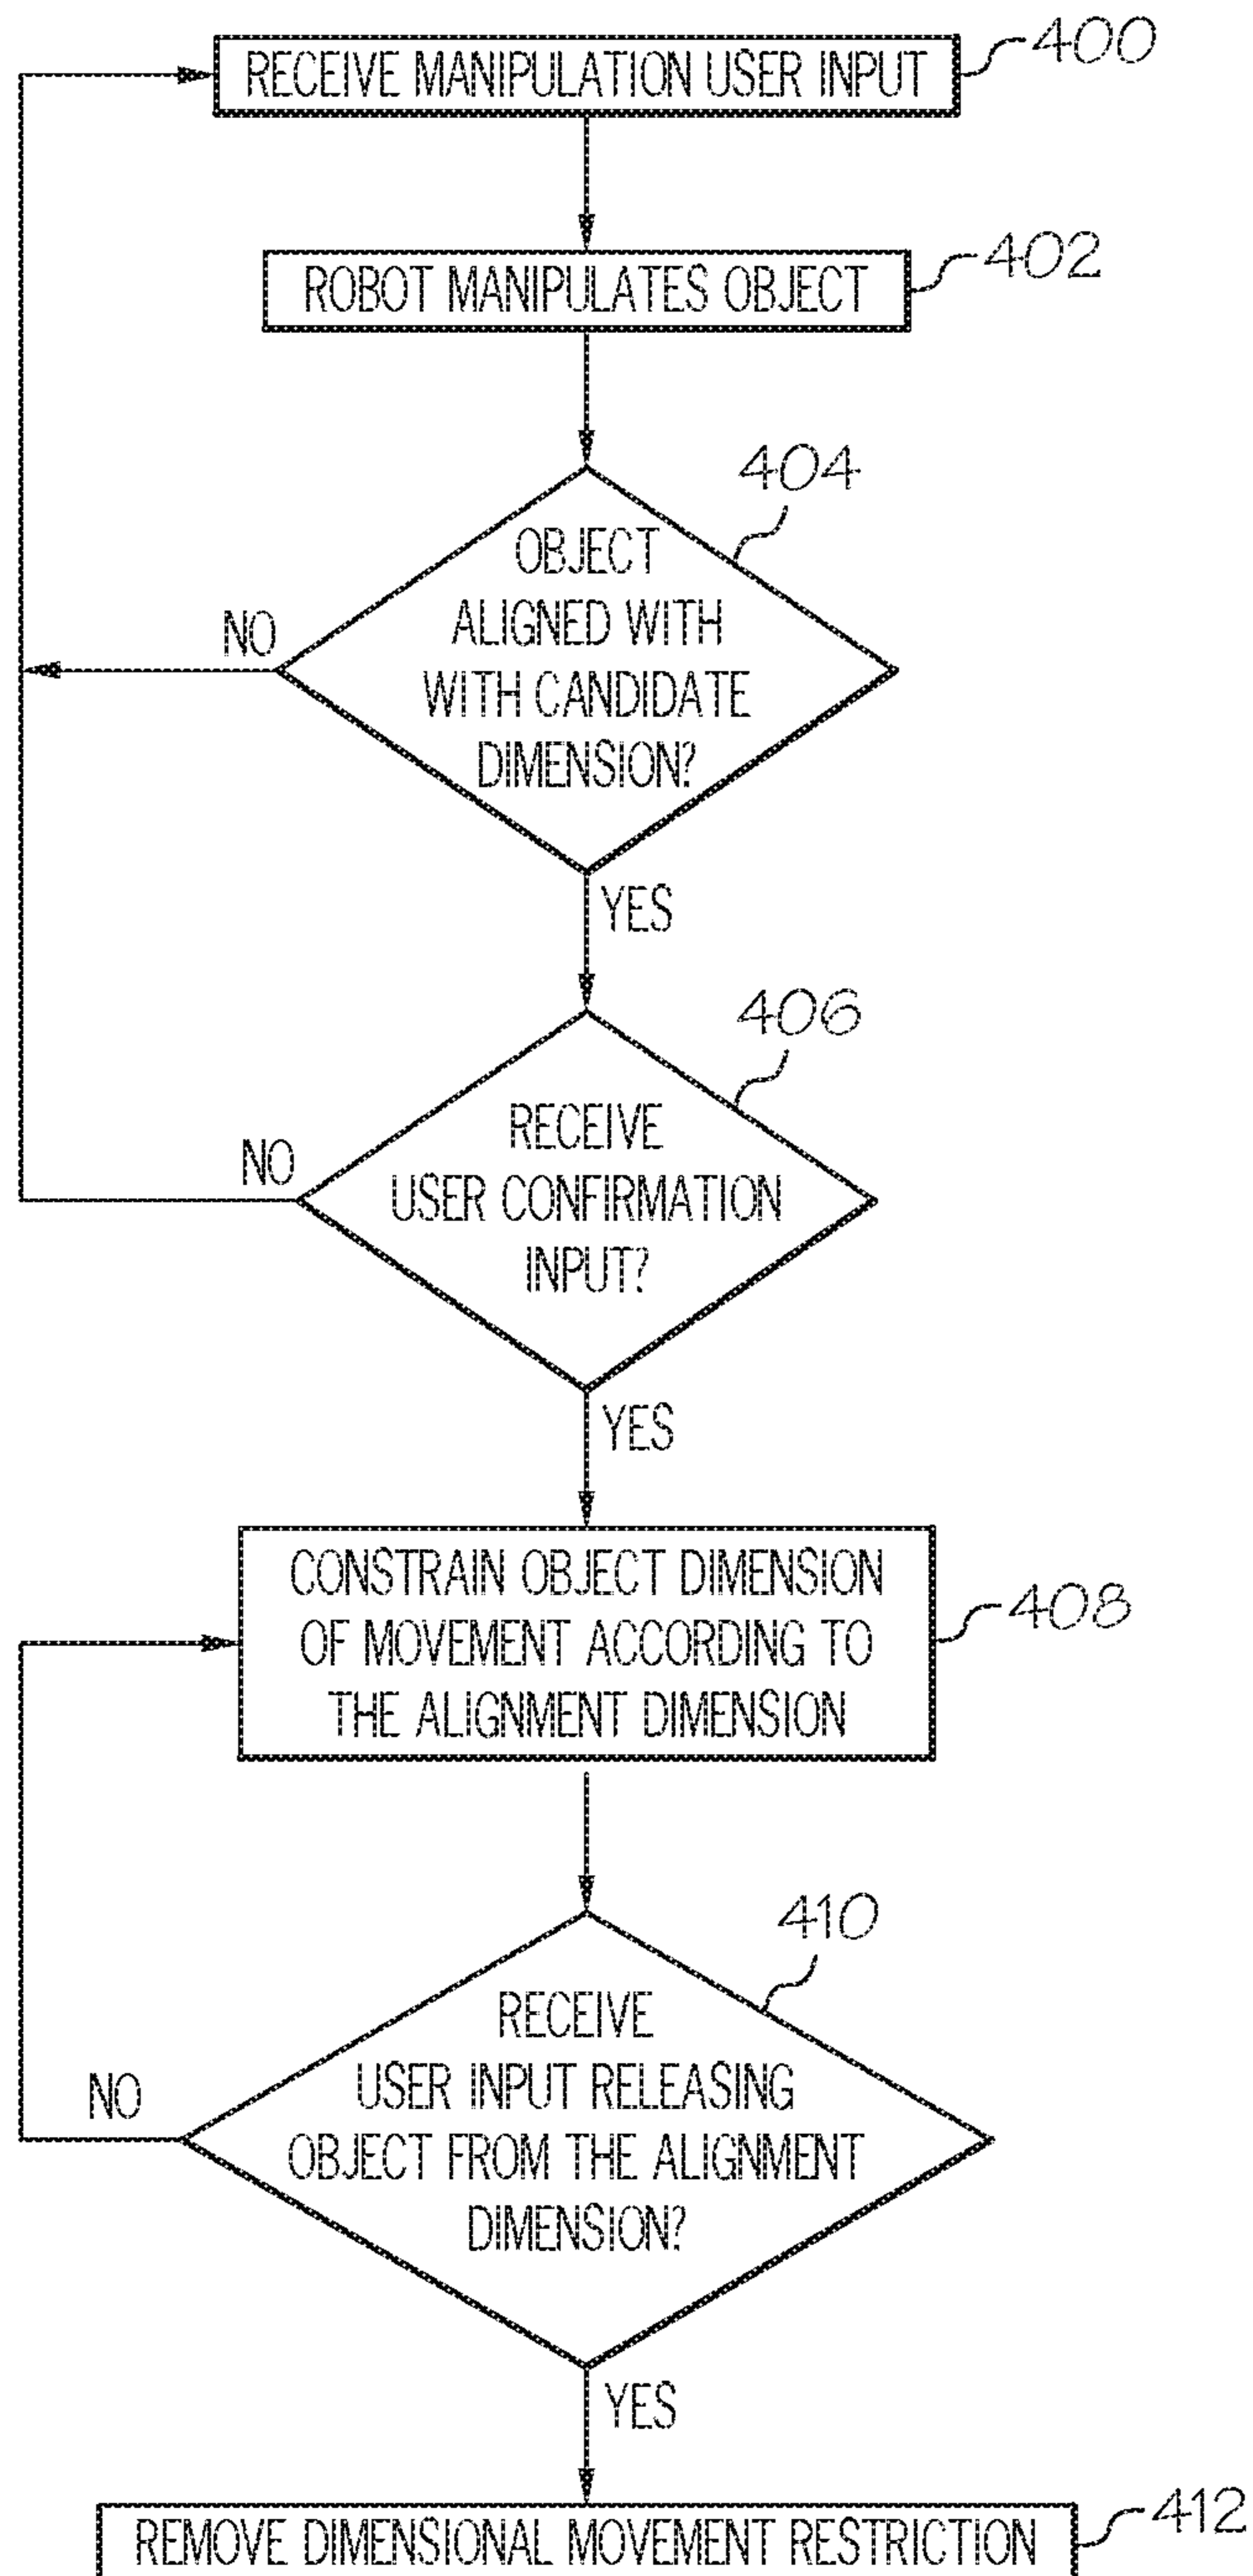 RECEIVE MANIPULATION USER INPUT
400
ROBOT MANIPULATES OBJECT
402
404
OBJECT
ALIGNED WITH
WITH CANDIDATE
DIMENSION?
NO
YES
406
RECEIVE
USER CONFIRMATION
INPUT?
NO
YES
CONSTRAIN OBJECT DIMENSION
OF MOVEMENT ACCORDING TO
THE ALIGNMENT DIMENSION
408
410
RECEIVE
USER INPUT RELEASING
OBJECT FROM THE ALIGNMENT
DIMENSION?
NO
YES
REMOVE DIMENSIONAL MOVEMENT RESTRICTION
412